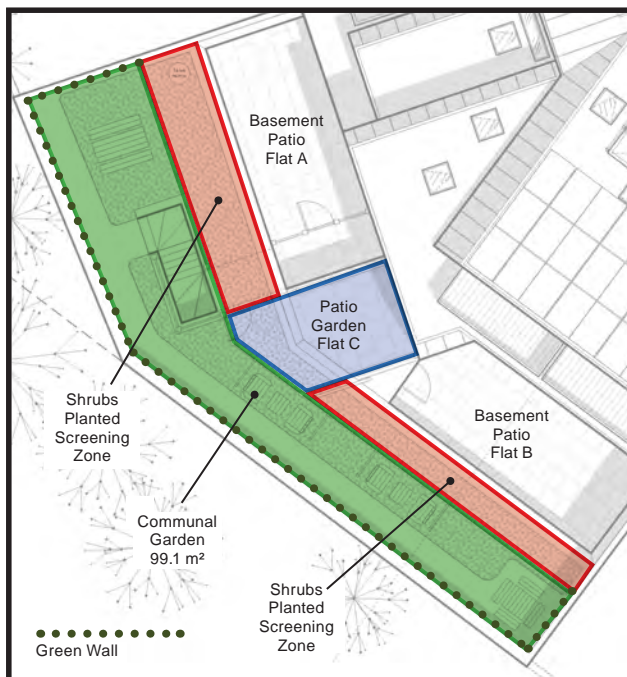 Basement
Patio
Flat A
Patio
Garden
Flat C
Shrubs
Planted
Screening
Zone
Basement
Patio
Flat B
Communal
Garden
99.1 m²
Shrubs
Planted
Screening
Zone
Green Wall